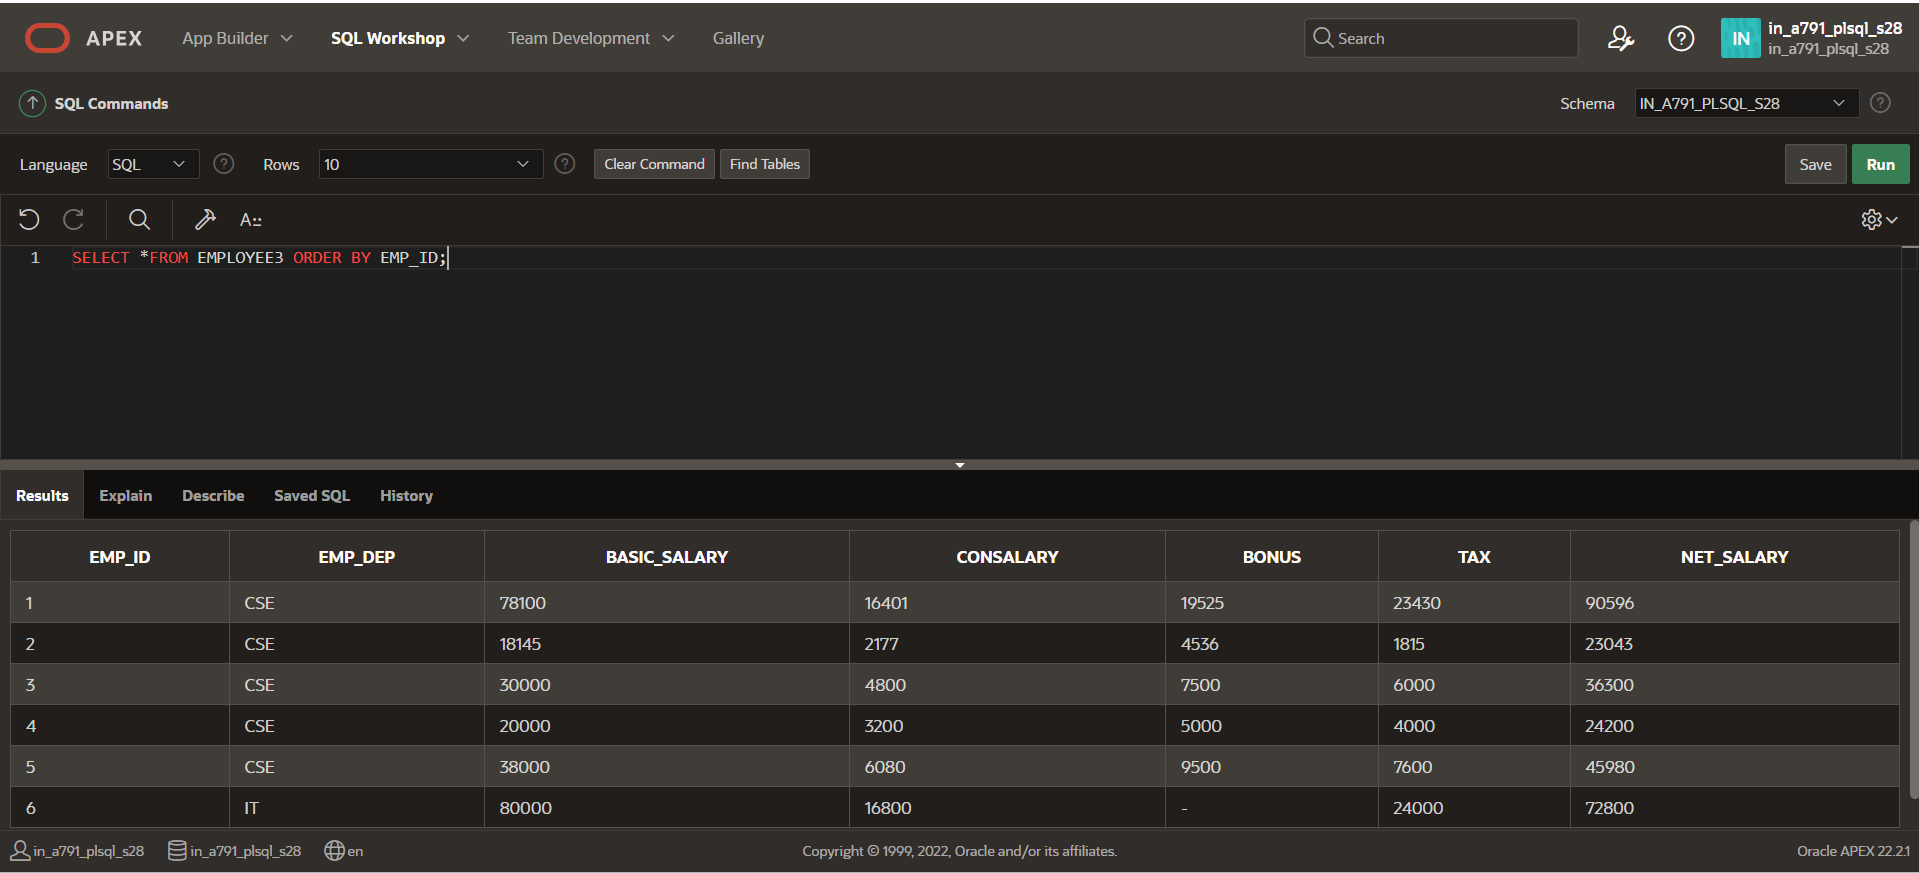 APEX App Builder SQL Workshop Team Development Gallery Search IN in_a791_plsql_s28
in_a791_plsql_s28
SQL Commands Schema IN_A791_PLSQL_S28
Language SQL Rows 10 Clear Command Find Tables Save Run
A::
1 SELECT *FROM EMPLOYEE3 ORDER BY EMP_ID;
Results Explain Describe Saved SQL History
EMP_ID EMP_DEP BASIC_SALARY CONSALARY BONUS TAX NET_SALARY
1 CSE 78100 16401 19525 23430 90596
2 CSE 18145 2177 4536 1815 23043
3 CSE 30000 4800 7500 6000 36300
4 CSE 20000 3200 5000 4000 24200
5 CSE 38000 6080 9500 7600 45980
6 IT 80000 16800 - 24000 72800
in_a791_plsql_s28 in_a791_plsql_s28 en Copyright © 1999, 2022, Oracle and/or its affiliates. Oracle APEX 22.2.1